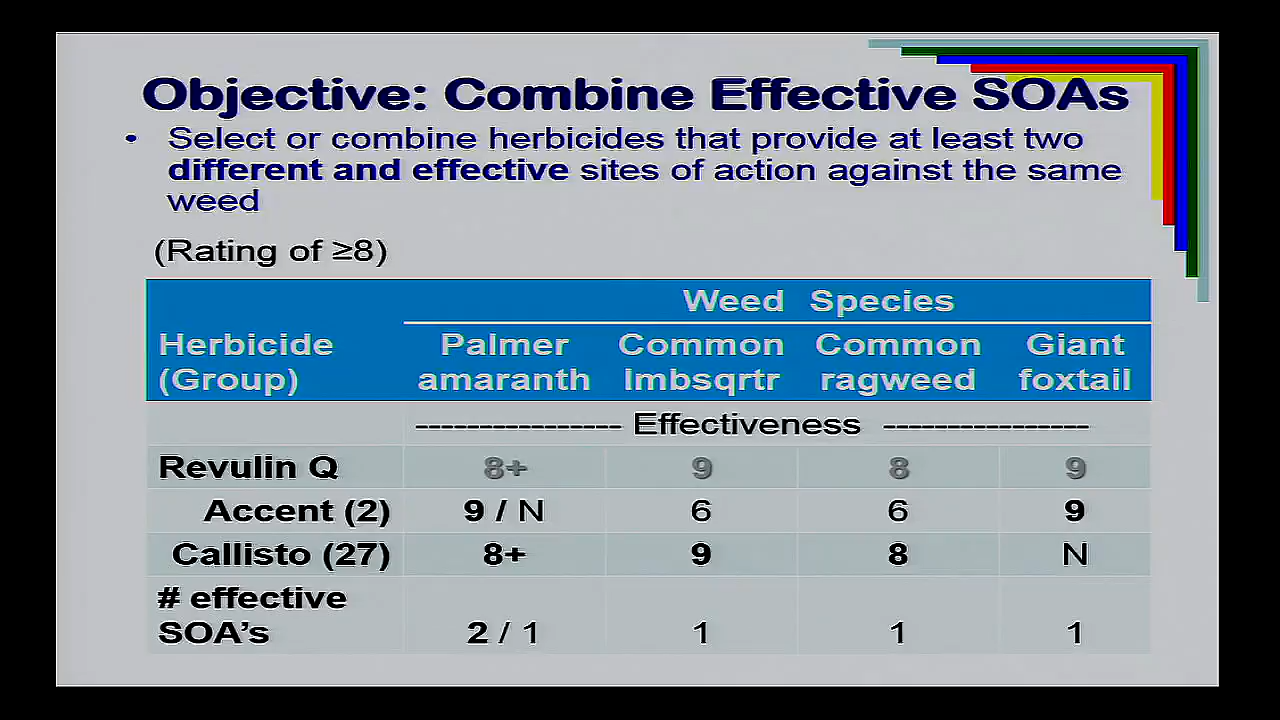 Objective: Combine Effective SOAs
• Select or combine herbicides that provide at least two
different and effective sites of action against the same
weed
(Rating of ≥8)
Weed Species
Herbicide Palmer Common Common Giant
(Group) amaranth lmbsqrtr ragweed foxtail
---------------- Effectiveness ----------------
Revulin Q 8+ 9 8 9
Accent (2) 9 / N 6 6 9
Callisto (27) 8+ 9 8 N
# effective
SOA's 2 / 1 1 1 1